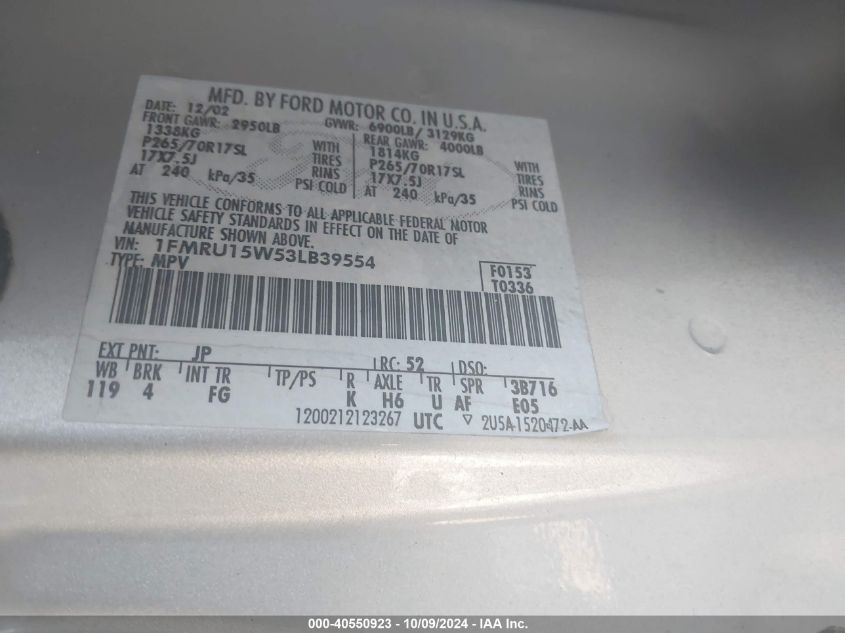 MFD. BY FORD MOTOR CO. IN U.S.A.
DATE: 12/02 GVWR: 6900LB/ 3129KG
FRONT GAWR: 2950LB REAR GAWR: 4000LB
1338KG WITH 1814KG WITH
P265/70R17SL TIRES P265/70R17SL TIRES
17X7.5J RIMS 17X7.5J RIMS
AT 240 kPa/35 PSI COLD AT 240 kPa/35 PSI COLD
THIS VEHICLE CONFORMS TO ALL APPLICABLE FEDERAL MOTOR
VEHICLE SAFETY STANDARDS IN EFFECT ON THE DATE OF
MANUFACTURE SHOWN ABOVE.
VIN: 1FMRU15W53LB39554
TYPE: MPV F0153
T0336
EXT PNT: JP RC: 52 DSO:
WB BRK INT TR TP/PS R AXLE TR SPR 3B716
119 4 FG K H6 U AF E05
1200212123267 UTC ▽ 2U5A-1520472-AA
000-40550923 - 10/09/2024 - IAA Inc.